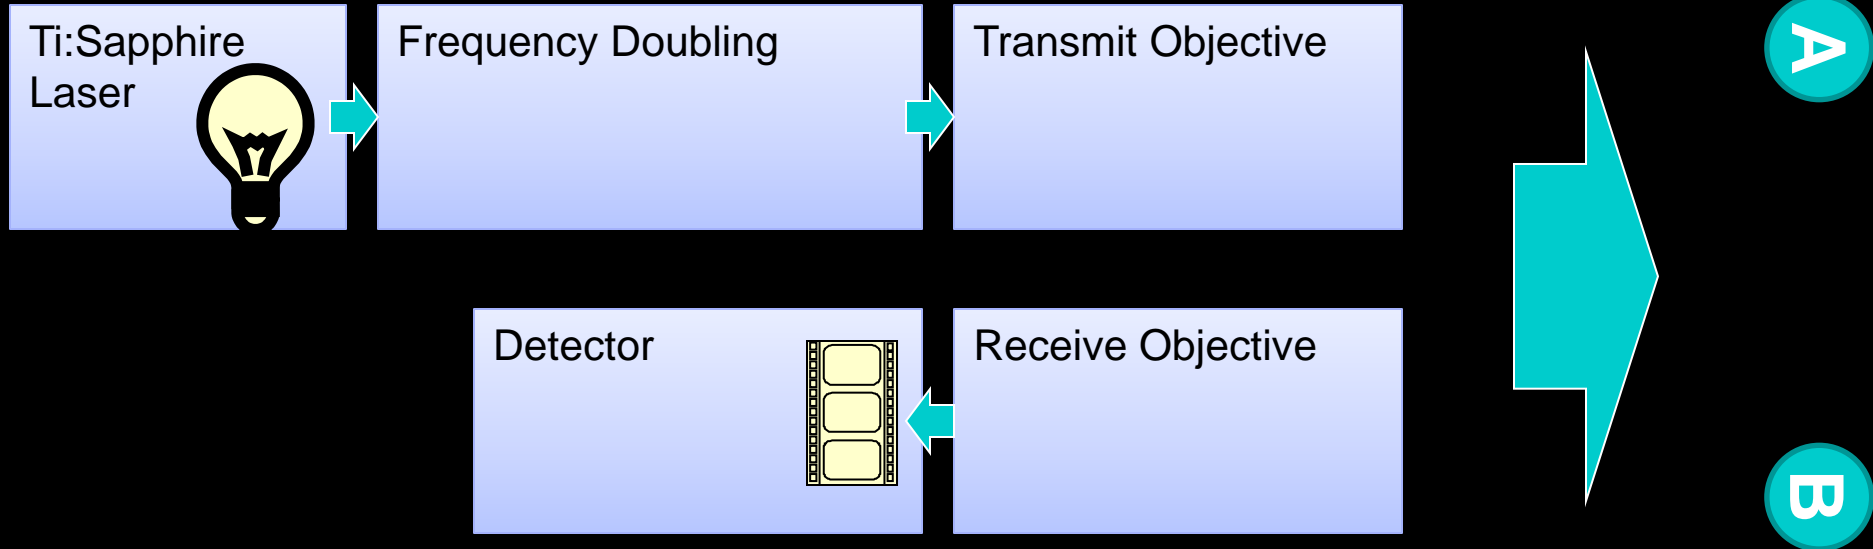 Ti:Sapphire
Laser
Frequency Doubling
Transmit Objective
A
Detector
Receive Objective
B